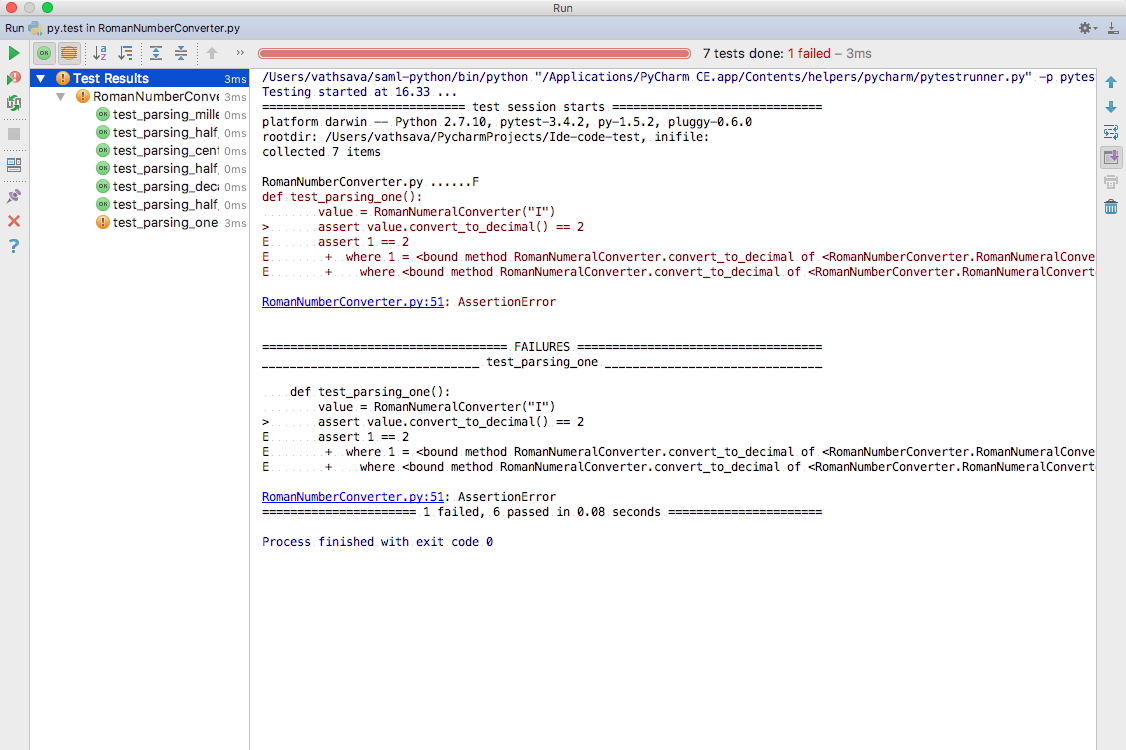 Run
Run py.test in RomanNumberConverter.py
7 tests done: 1 failed – 3ms
Test Results 3ms
RomanNumberConve 3ms
test_parsing_mille 0ms
test_parsing_half_ 0ms
test_parsing_cent 0ms
test_parsing_half_ 0ms
test_parsing_deca 0ms
test_parsing_half_ 0ms
test_parsing_one 3ms
/Users/vathsava/saml-python/bin/python "/Applications/PyCharm CE.app/Contents/helpers/pycharm/pytestrunner.py" -p pytes
Testing started at 16.33 ...
============================= test session starts ==============================
platform darwin -- Python 2.7.10, pytest-3.4.2, py-1.5.2, pluggy-0.6.0
rootdir: /Users/vathsava/PycharmProjects/Ide-code-test, inifile:
collected 7 items
RomanNumberConverter.py ......F
def test_parsing_one():
value = RomanNumeralConverter("I")
> assert value.convert_to_decimal() == 2
E assert 1 == 2
E + where 1 = <bound method RomanNumeralConverter.convert_to_decimal of <RomanNumberConverter.RomanNumeralConve
E + where <bound method RomanNumeralConverter.convert_to_decimal of <RomanNumberConverter.RomanNumeralConvert
RomanNumberConverter.py:51: AssertionError
=================================== FAILURES ===================================
_______________________________ test_parsing_one _______________________________
def test_parsing_one():
value = RomanNumeralConverter("I")
> assert value.convert_to_decimal() == 2
E assert 1 == 2
E + where 1 = <bound method RomanNumeralConverter.convert_to_decimal of <RomanNumberConverter.RomanNumeralConve
E + where <bound method RomanNumeralConverter.convert_to_decimal of <RomanNumberConverter.RomanNumeralConvert
RomanNumberConverter.py:51: AssertionError
====================== 1 failed, 6 passed in 0.08 seconds ======================
Process finished with exit code 0